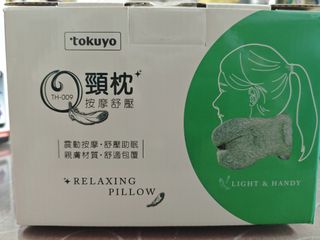 tokuyo
Q頸枕
TH-009
按摩舒壓
震動按摩·舒壓助眠
親膚材質·舒適包覆
RELAXING
PILLOW
LIGHT & HANDY